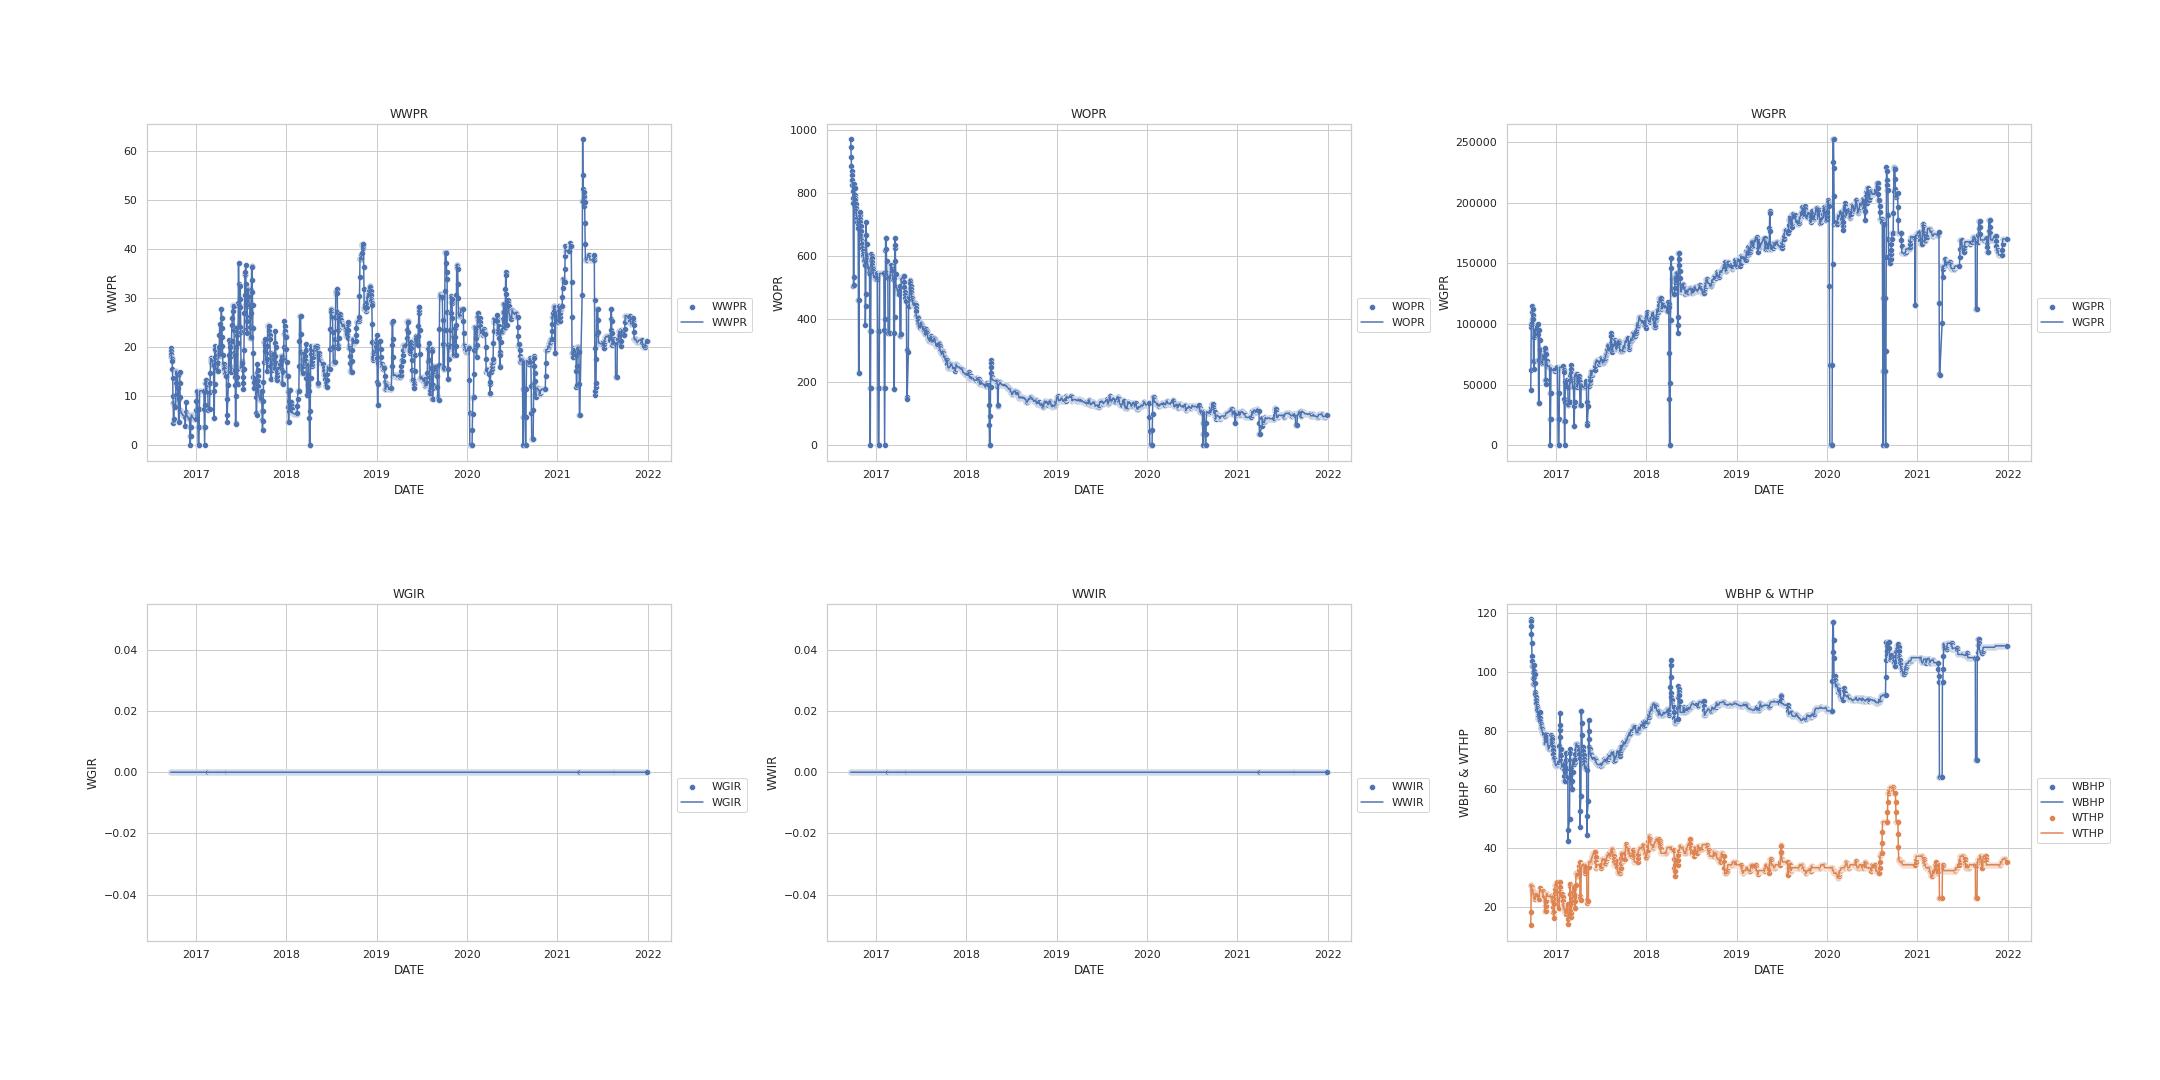 WWPR
60
50
40
30
20
10
0
WWPR
2017 2018 2019 2020 2021 2022
DATE
WWPR
WWPR
WOPR
1000
800
600
400
200
0
WOPR
2017 2018 2019 2020 2021 2022
DATE
WOPR
WOPR
WGPR
250000
200000
150000
100000
50000
0
WGPR
2017 2018 2019 2020 2021 2022
DATE
WGPR
WGPR
WGIR
0.04
0.02
0.00
−0.02
−0.04
WGIR
2017 2018 2019 2020 2021 2022
DATE
WGIR
WGIR
WWIR
0.04
0.02
0.00
−0.02
−0.04
WWIR
2017 2018 2019 2020 2021 2022
DATE
WWIR
WWIR
WBHP & WTHP
120
100
80
60
40
20
WBHP & WTHP
2017 2018 2019 2020 2021 2022
DATE
WBHP
WBHP
WTHP
WTHP